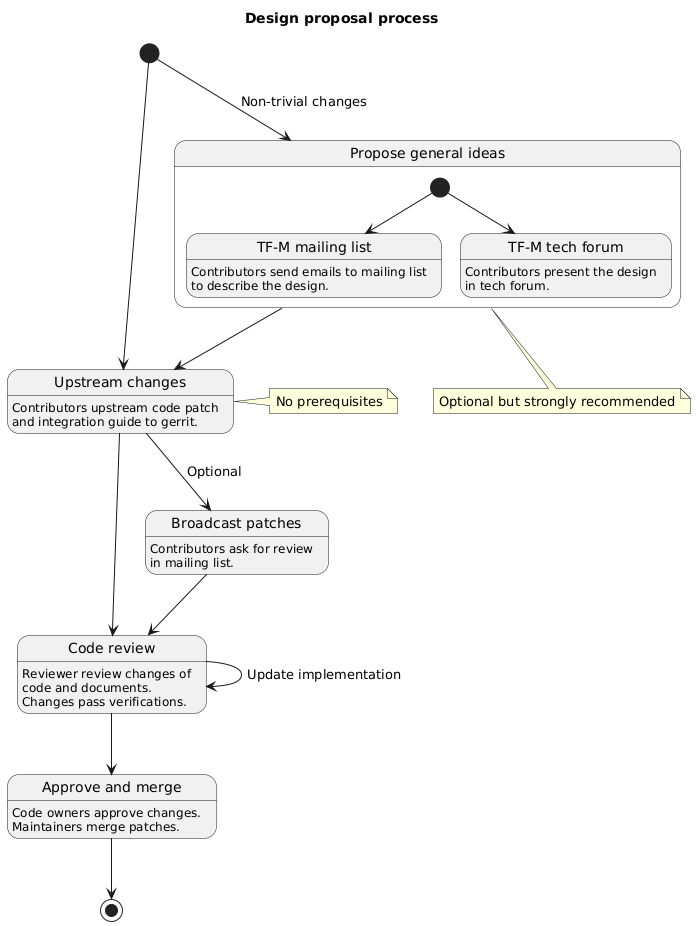 Design proposal process
Non-trivial changes
Propose general ideas
TF-M mailing list
Contributors send emails to mailing list
to describe the design.
TF-M tech forum
Contributors present the design
in tech forum.
Upstream changes
Contributors upstream code patch
and integration guide to gerrit.
No prerequisites
Optional but strongly recommended
Optional
Broadcast patches
Contributors ask for review
in mailing list.
Code review
Reviewer review changes of
code and documents.
Changes pass verifications.
Update implementation
Approve and merge
Code owners approve changes.
Maintainers merge patches.